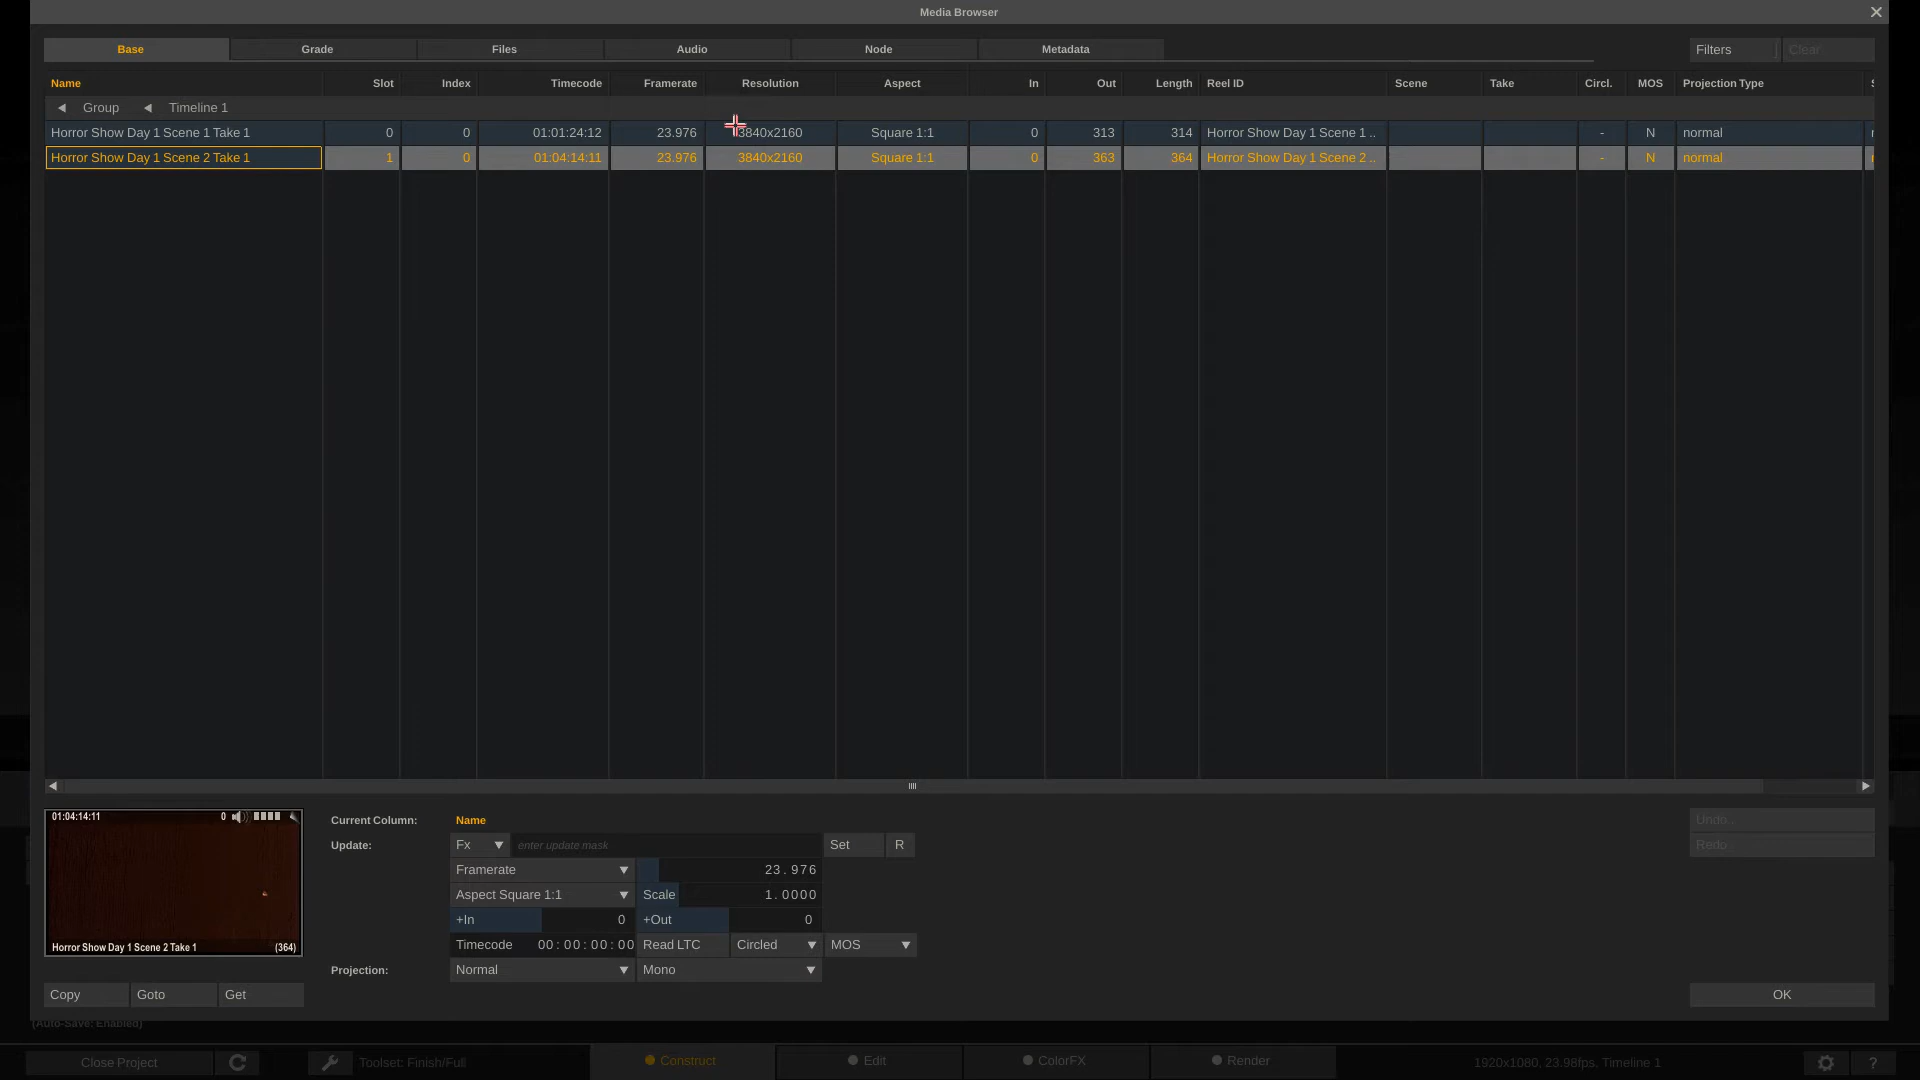 Media Browser
Base Grade Files Audio Node Metadata Filters Clear
Name Slot Index Timecode Framerate Resolution Aspect In Out Length Reel ID Scene Take Circl. MOS Projection Type
Group Timeline 1
Horror Show Day 1 Scene 1 Take 1 0 0 01:01:24:12 23.976 3840x2160 Square 1:1 0 313 314 Horror Show Day 1 Scene 1 .. - N normal
Horror Show Day 1 Scene 2 Take 1 1 0 01:04:14:11 23.976 3840x2160 Square 1:1 0 363 364 Horror Show Day 1 Scene 2 .. - N normal
01:04:14:11 0
Horror Show Day 1 Scene 2 Take 1 (364)
Current Column: Name
Update: Fx enter update mask Set R
Framerate 23.976
Aspect Square 1:1 Scale 1.0000
+In 0 +Out 0
Timecode 00:00:00:00 Read LTC Circled MOS
Projection: Normal Mono
Undo..
Redo..
Copy Goto Get OK
(Auto-Save: Enabled)
Close Project Toolset: Finish/Full Construct Edit ColorFX Render 1920x1080, 23.98fps, Timeline 1 ?